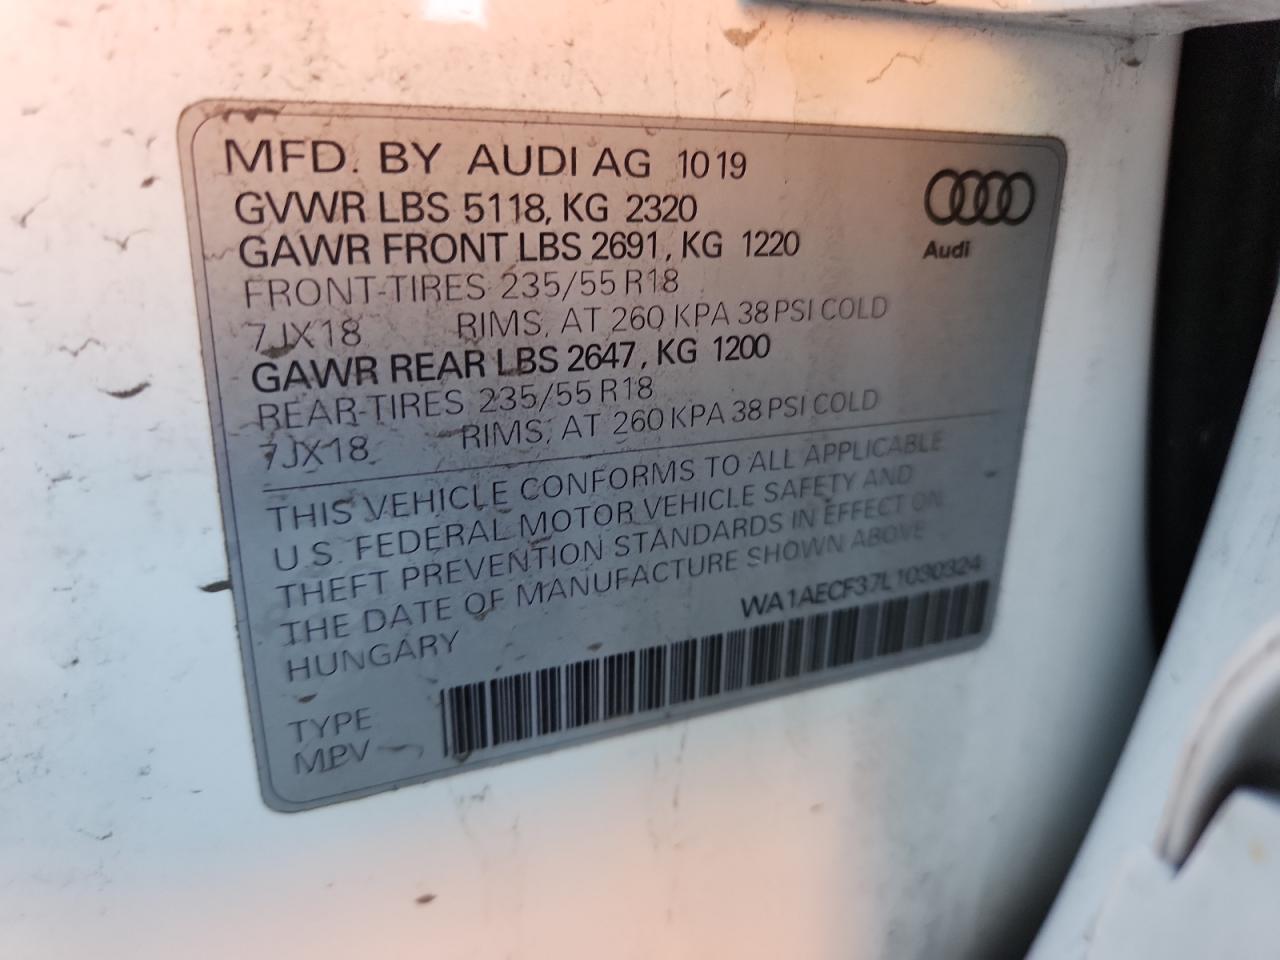 MFD. BY AUDI AG 10 19
GVWR LBS 5118, KG 2320
GAWR FRONT LBS 2691, KG 1220
FRONT-TIRES 235/55 R18
7JX18 RIMS, AT 260 KPA 38 PSI COLD
GAWR REAR LBS 2647, KG 1200
REAR-TIRES 235/55 R18
7JX18 RIMS, AT 260 KPA 38 PSI COLD
Audi
THIS VEHICLE CONFORMS TO ALL APPLICABLE
U.S. FEDERAL MOTOR VEHICLE SAFETY AND
THEFT PREVENTION STANDARDS IN EFFECT ON
THE DATE OF MANUFACTURE SHOWN ABOVE
HUNGARY
WA1AECF37L1030324
TYPE
MPV